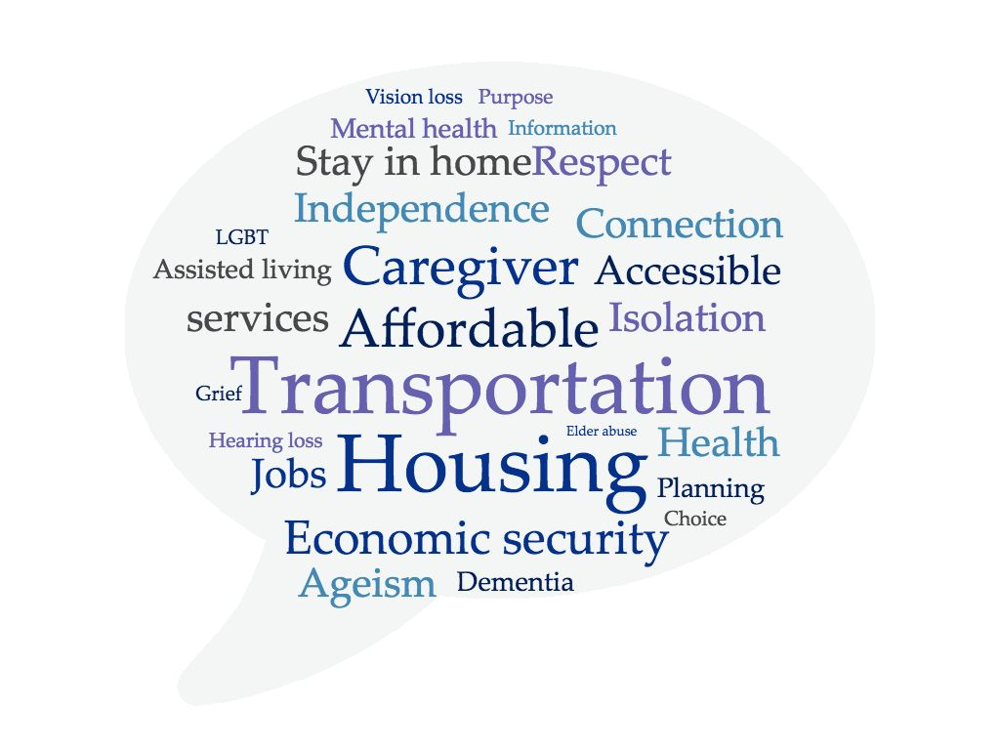 Vision loss Purpose
Mental health Information
Stay in home Respect
Independence Connection
LGBT
Assisted living Caregiver Accessible
services Affordable Isolation
Grief Transportation
Hearing loss Elder abuse Health
Jobs Housing Planning
Choice
Economic security
Ageism Dementia